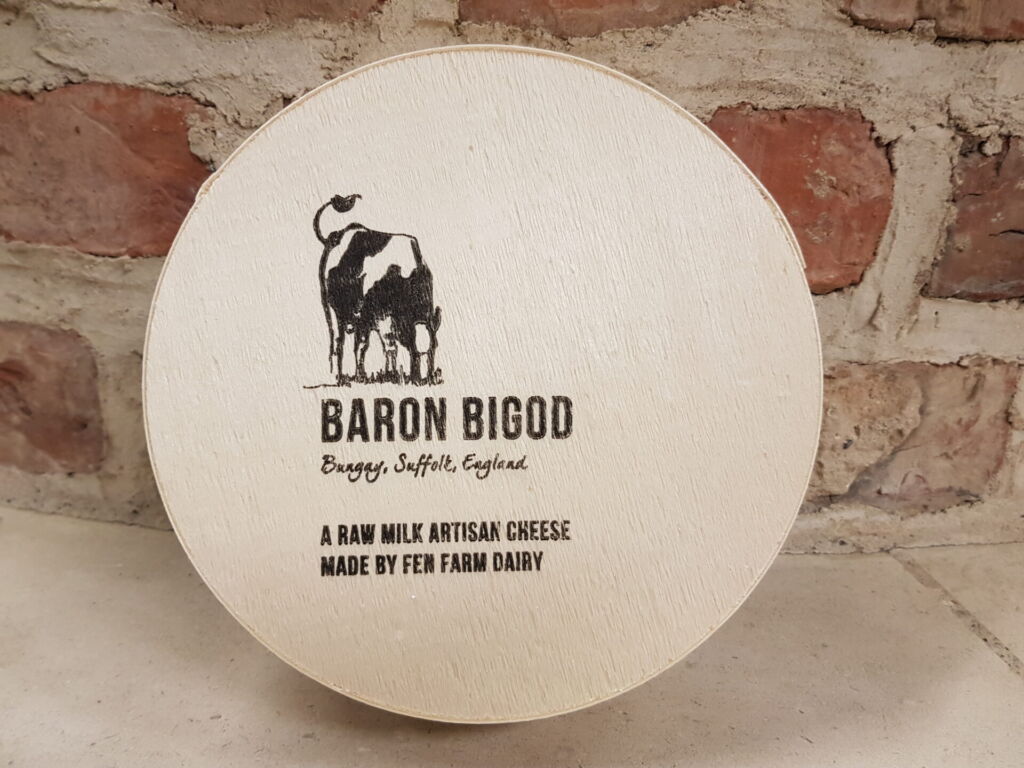 BARON BIGOD
Bungay, Suffolk, England
A RAW MILK ARTISAN CHEESE
MADE BY FEN FARM DAIRY